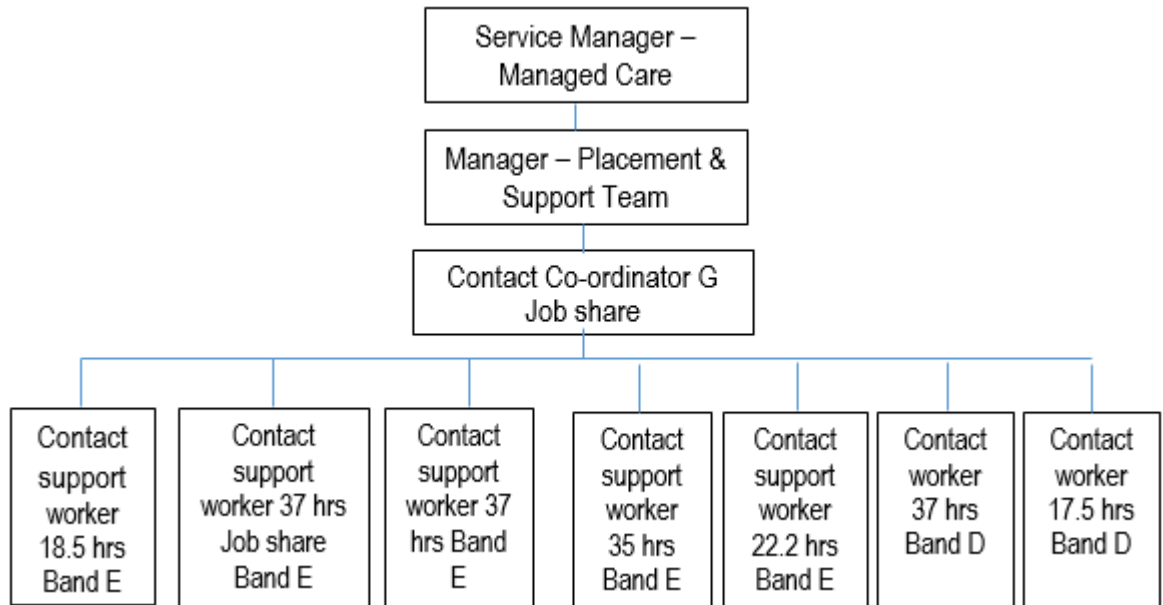 Service Manager –
Managed Care
Manager – Placement &
Support Team
Contact Co-ordinator G
Job share
Contact
support
worker
18.5 hrs
Band E
Contact
support
worker 37 hrs
Job share
Band E
Contact
support
worker 37
hrs Band
E
Contact
support
worker
35 hrs
Band E
Contact
support
worker
22.2 hrs
Band E
Contact
worker
37 hrs
Band D
Contact
worker
17.5 hrs
Band D